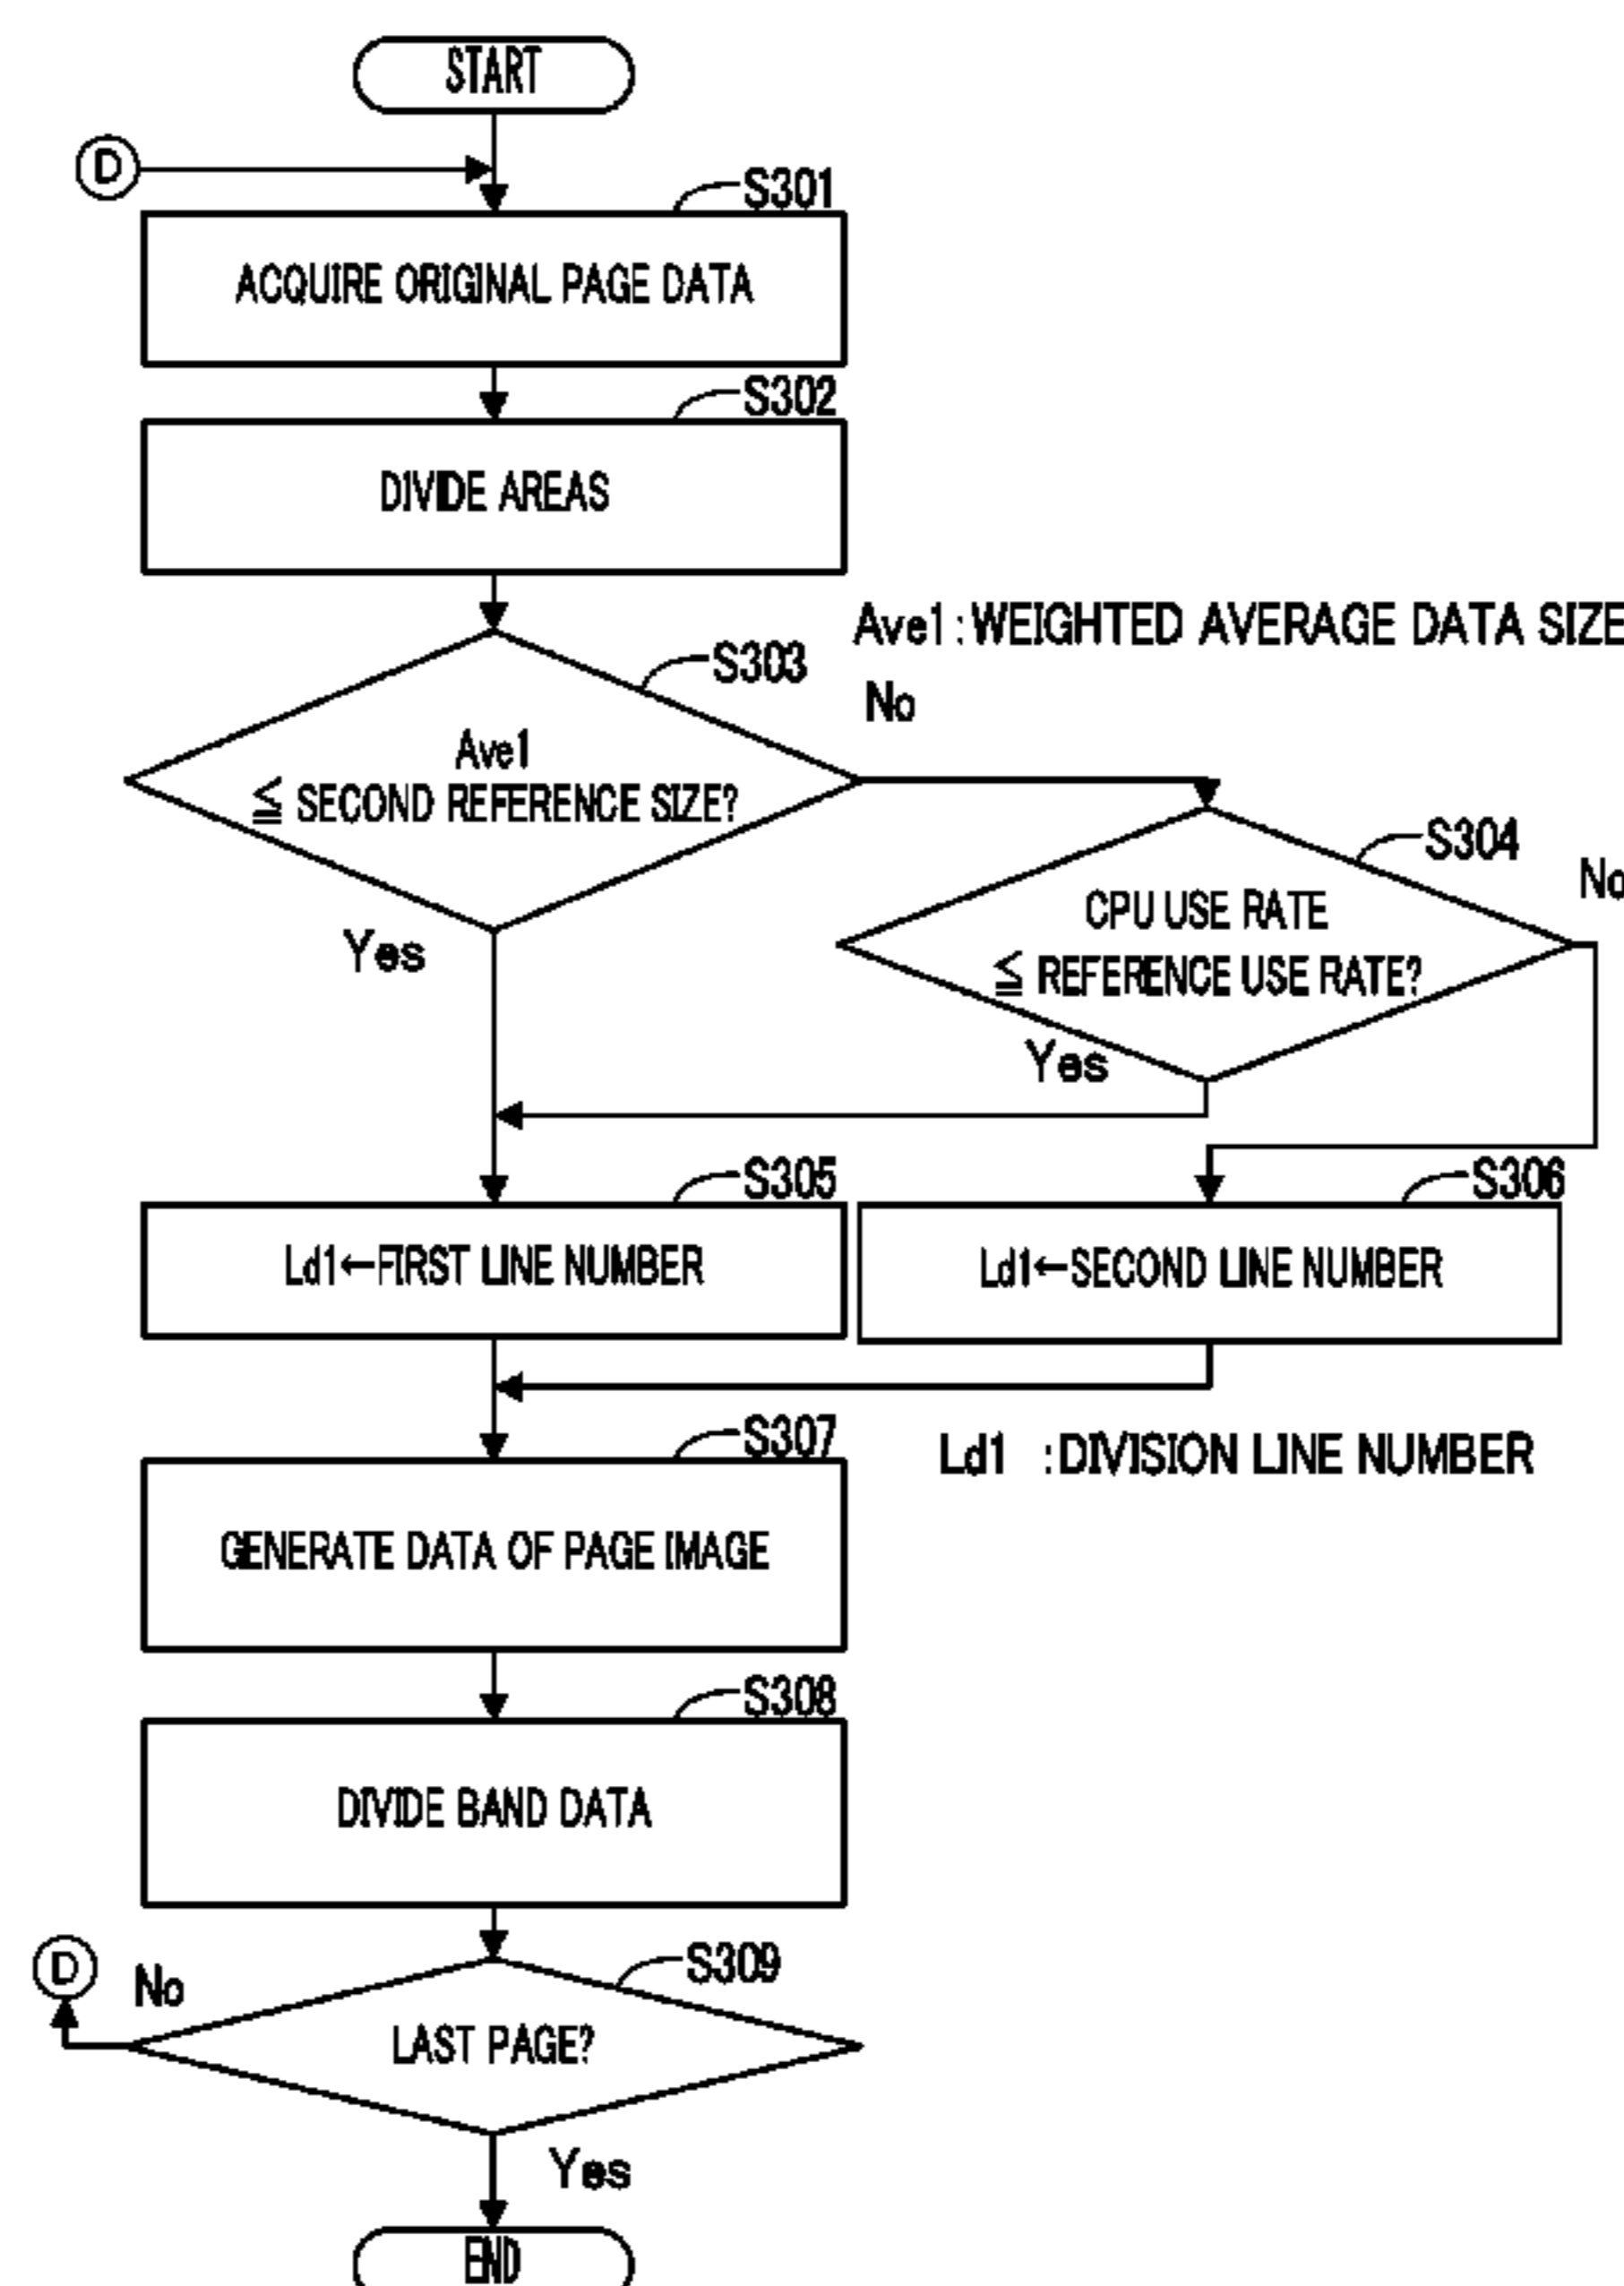 START
D
S301
ACQUIRE ORIGINAL PAGE DATA
S302
DIVIDE AREAS
Ave1 : WEIGHTED AVERAGE DATA SIZE
S303
No
Ave1
≦ SECOND REFERENCE SIZE?
Yes
S304
No
CPU USE RATE
≦ REFERENCE USE RATE?
Yes
S305
Ld1←FIRST LINE NUMBER
S306
Ld1←SECOND LINE NUMBER
S307
Ld1 : DIVISION LINE NUMBER
GENERATE DATA OF PAGE IMAGE
S308
DIVIDE BAND DATA
S309
D
No
LAST PAGE?
Yes
END